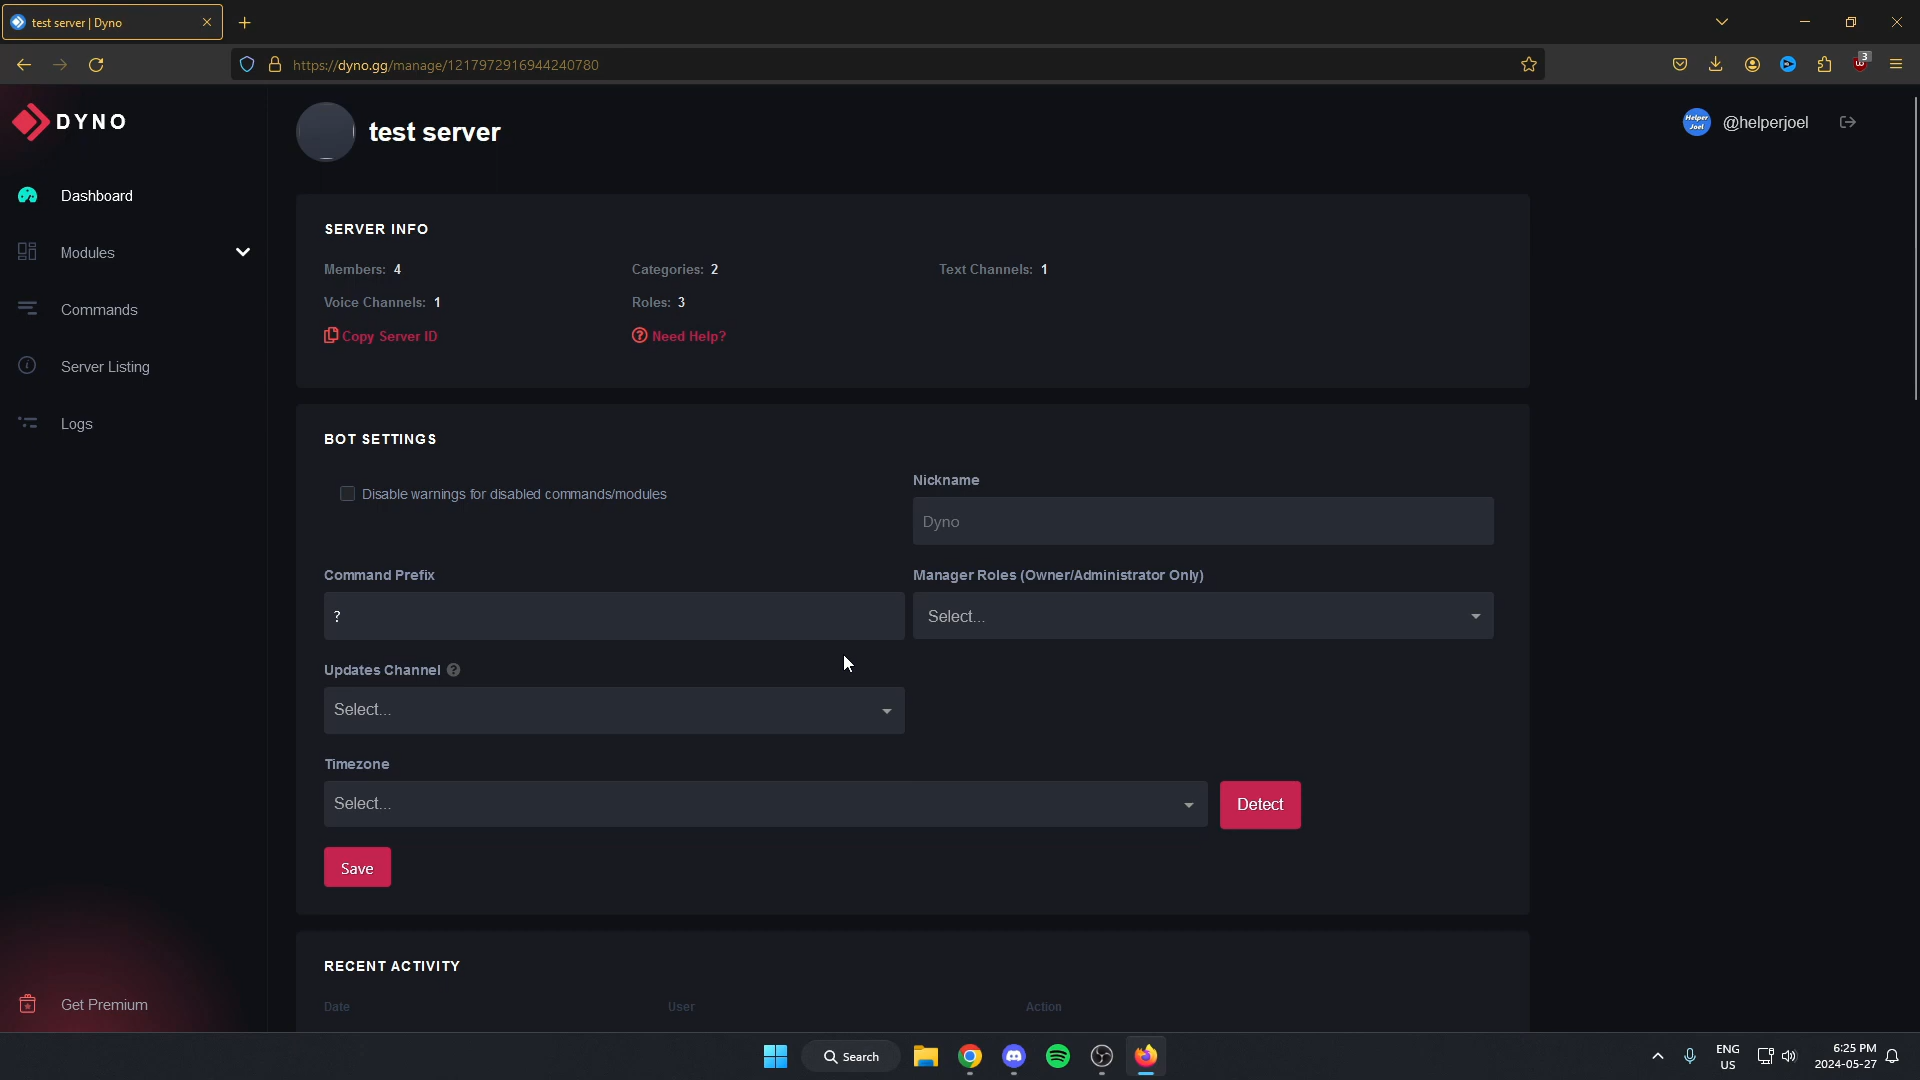 test server | Dyno
https://dyno.gg/manage/1217972916944240780
3
DYNO
test server
Helper Joel
@helperjoel
Dashboard
Modules
Commands
Server Listing
Logs
Get Premium
SERVER INFO
Members: 4
Categories: 2
Text Channels: 1
Voice Channels: 1
Roles: 3
Copy Server ID
Need Help?
BOT SETTINGS
Disable warnings for disabled commands/modules
Nickname
Dyno
Command Prefix
?
Manager Roles (Owner/Administrator Only)
Select...
Updates Channel
Select...
Timezone
Select...
Detect
Save
RECENT ACTIVITY
Date
User
Action
Search
ENG
US
6:25 PM
2024-05-27